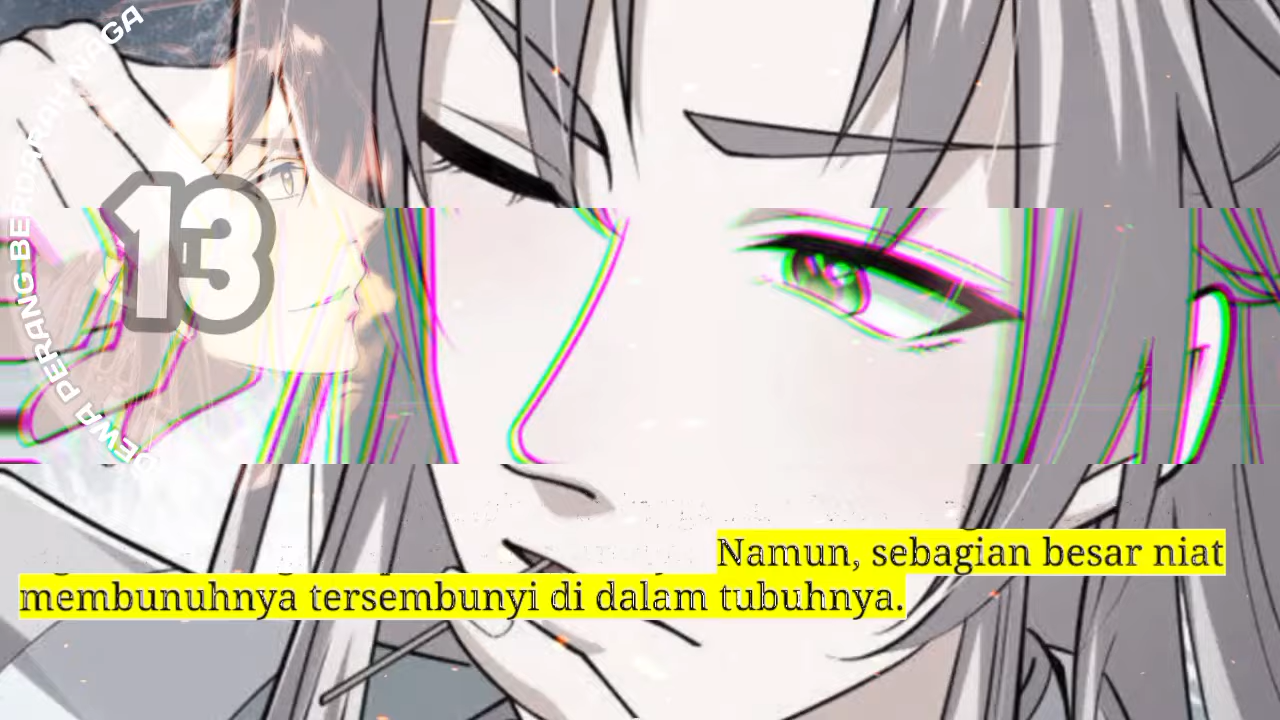 DEWA PERANG BERDARAH NAGA
13
Namun, sebagian besar niat
membunuhnya tersembunyi di dalam tubuhnya.